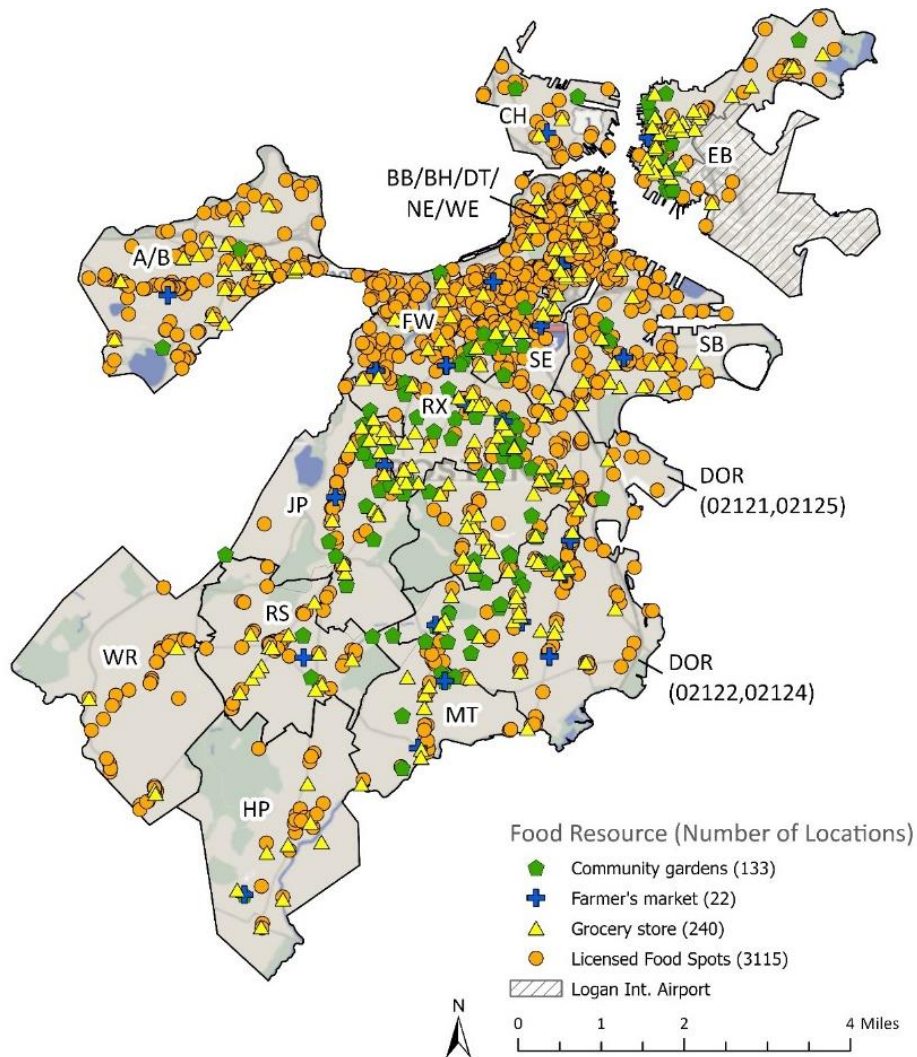 CH
EB
BB/BH/DT/
NE/WE
A/B
FW
SE
SB
RX
DOR
(02121,02125)
JP
RS
WR
DOR
(02122,02124)
MT
HP
Food Resource (Number of Locations)
Community gardens (133)
Farmer's market (22)
Grocery store (240)
Licensed Food Spots (3115)
Logan Int. Airport
N
0 1 2 4 Miles